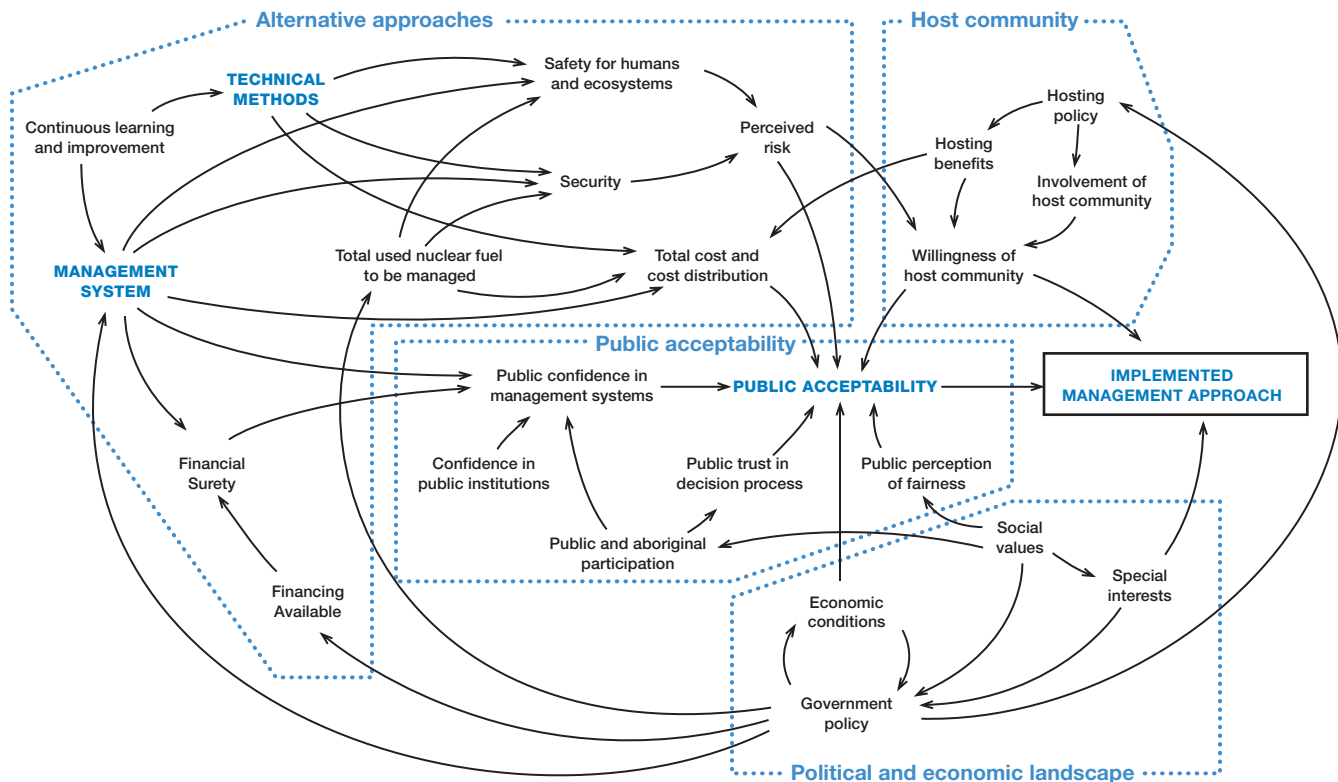 Alternative approaches
Host community
TECHNICAL
METHODS
Safety for humans
and ecosystems
Hosting
policy
Continuous learning
and improvement
Perceived
risk
Hosting
benefits
Security
Involvement of
host community
MANAGEMENT
SYSTEM
Total used nuclear fuel
to be managed
Total cost and
cost distribution
Willingness of
host community
Public acceptability
Public confidence in
management systems
PUBLIC ACCEPTABILITY
IMPLEMENTED
MANAGEMENT APPROACH
Financial
Surety
Confidence in
public institutions
Public trust in
decision process
Public perception
of fairness
Public and aboriginal
participation
Social
values
Financing
Available
Economic
conditions
Special
interests
Government
policy
Political and economic landscape